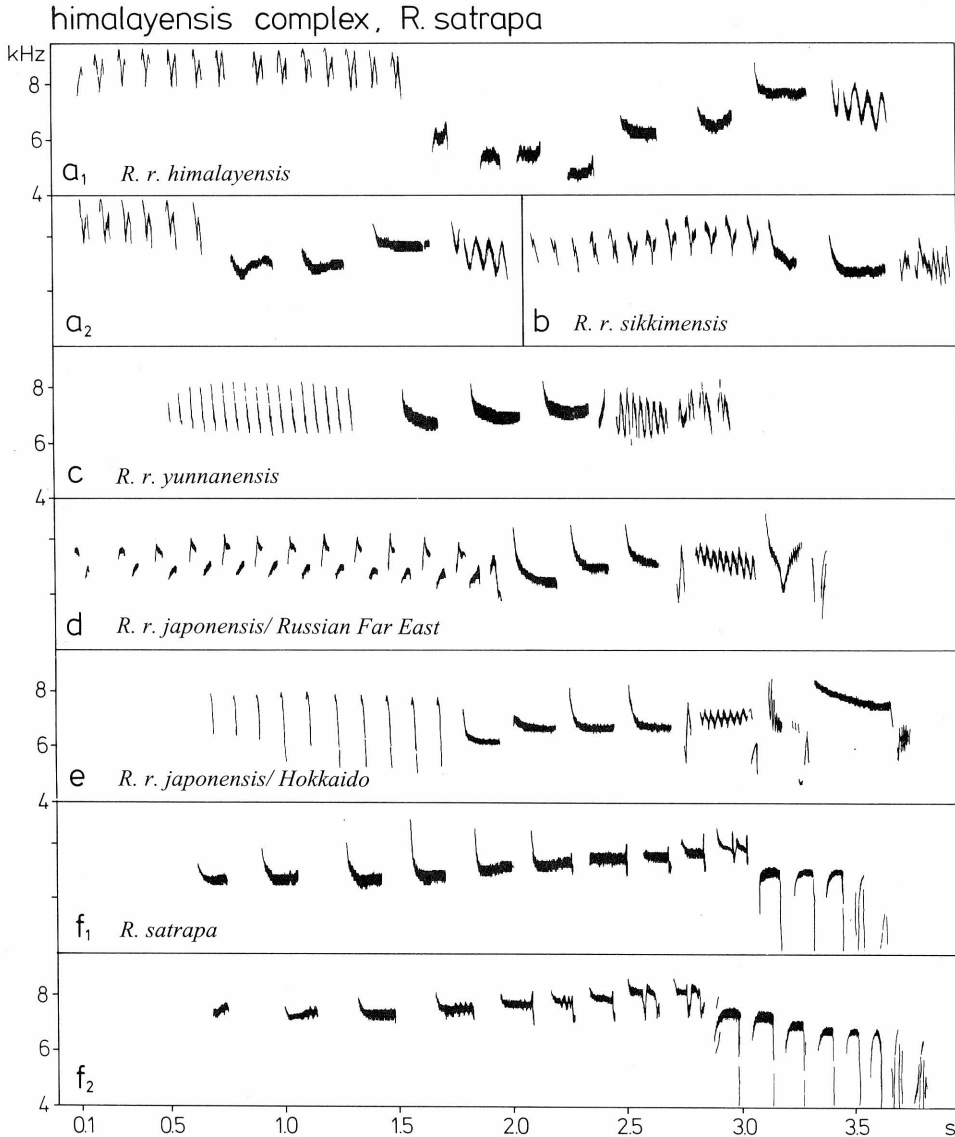 himalayensis complex, R. satrapa
kHz
8
6
4
a1 R. r. himalayensis
a2
b R. r. sikkimensis
8
6
4
c R. r. yunnanensis
d R. r. japonensis/ Russian Far East
8
6
4
e R. r. japonensis/ Hokkaido
f1 R. satrapa
8
6
4
f2
0.1 0.5 1.0 1.5 2.0 2.5 3.0 3.5 s